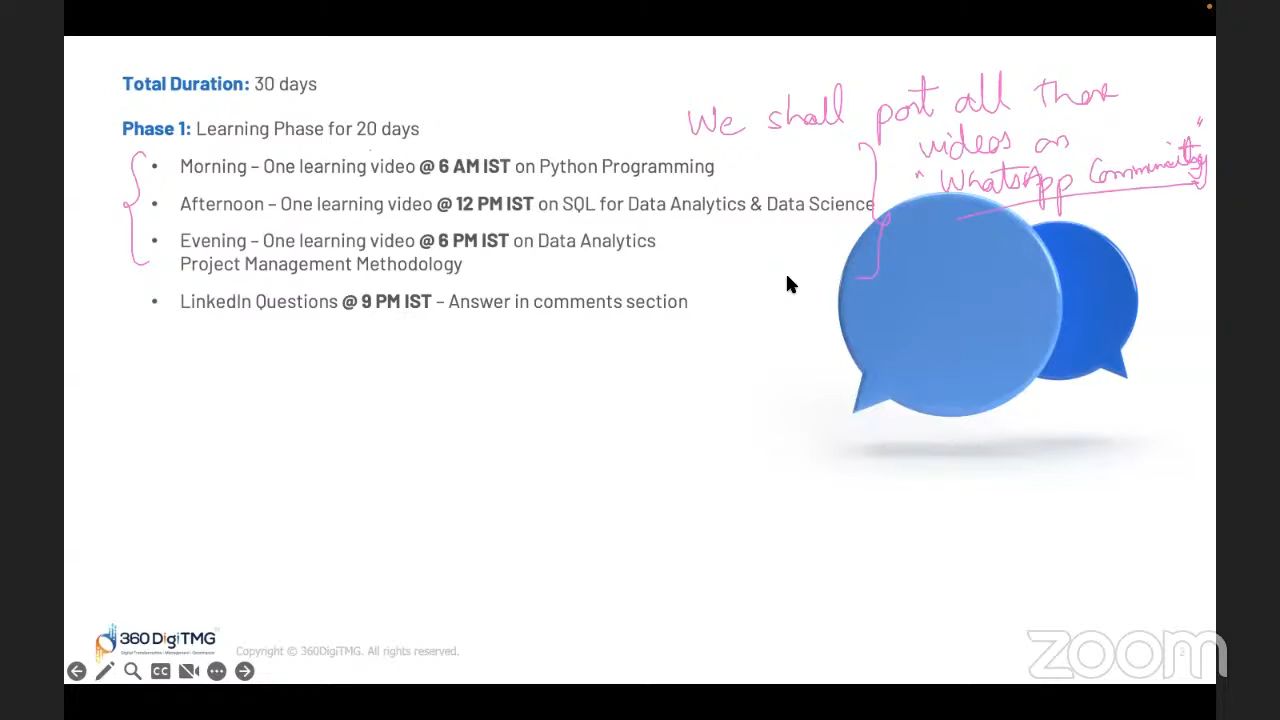 Total Duration: 30 days
Phase 1: Learning Phase for 20 days
• Morning – One learning video @ 6 AM IST on Python Programming
• Afternoon – One learning video @ 12 PM IST on SQL for Data Analytics & Data Science
• Evening – One learning video @ 6 PM IST on Data Analytics
Project Management Methodology
• LinkedIn Questions @ 9 PM IST – Answer in comments section
We shall post all these
videos on
"WhatsApp Community"
360DigiTMG
Copyright © 360DigiTMG. All rights reserved.
2
CC
zoom